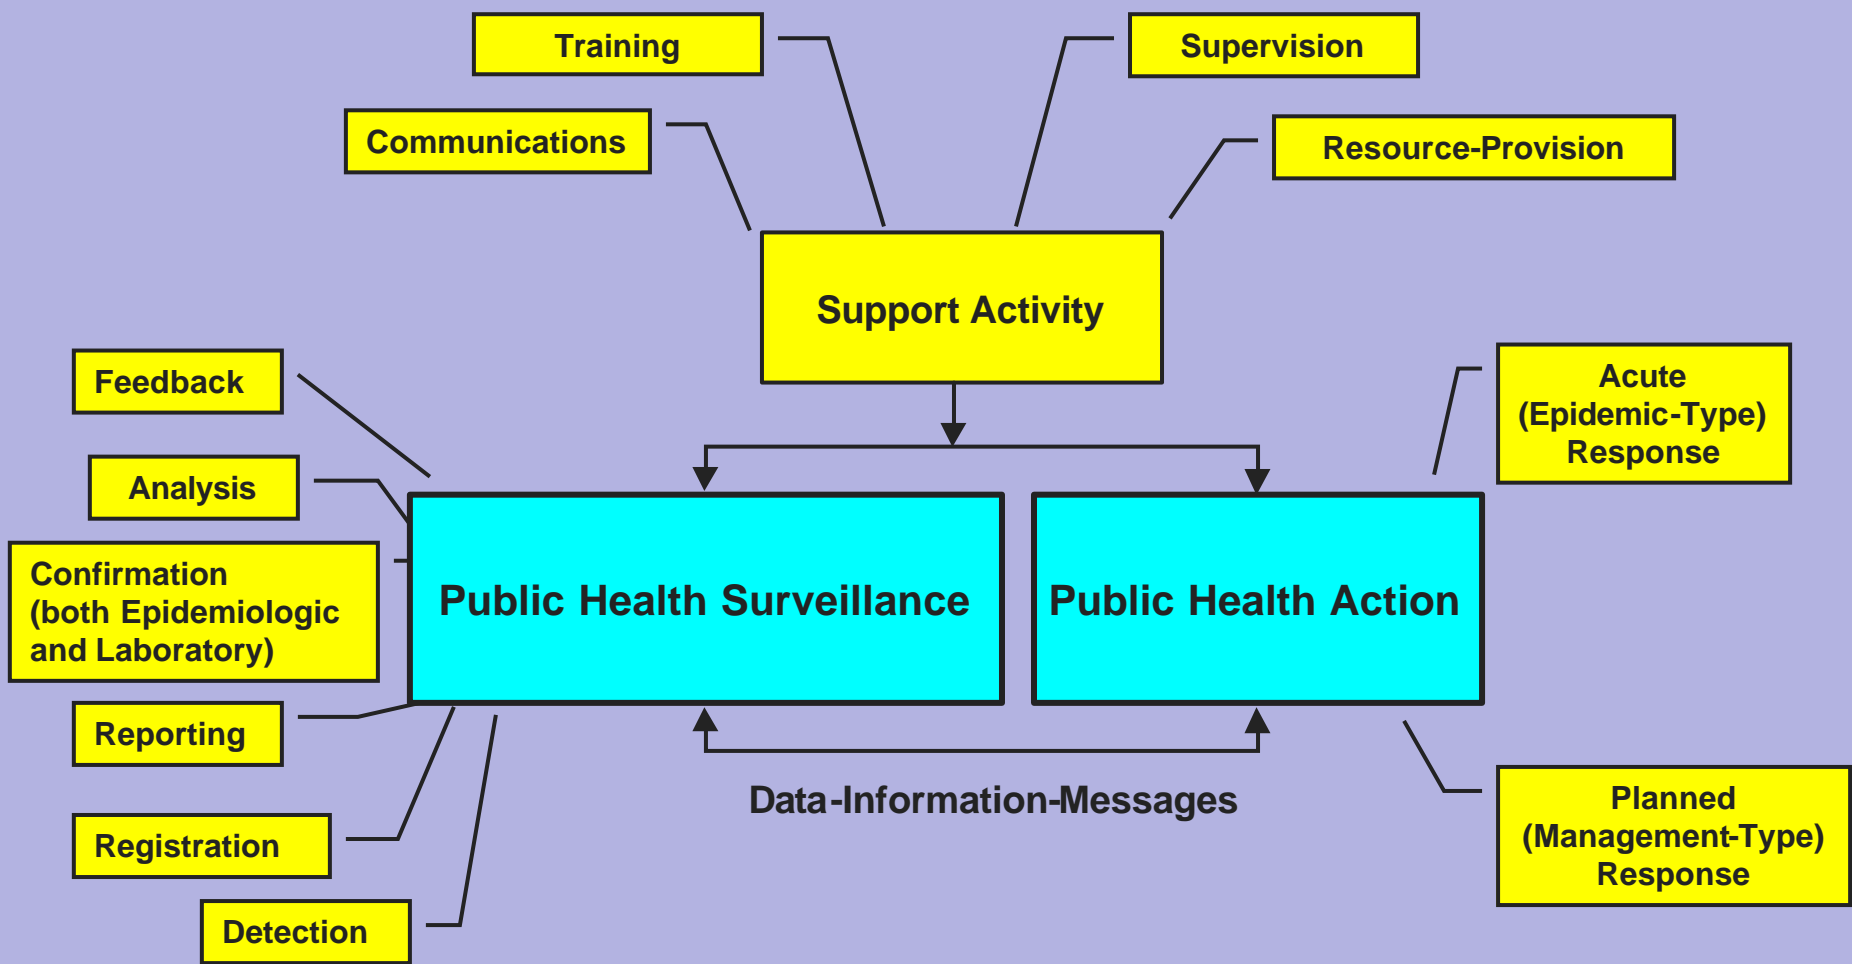 Training
Supervision
Communications
Resource-Provision
Support Activity
Feedback
Acute
(Epidemic-Type)
Response
Analysis
Confirmation
(both Epidemiologic
and Laboratory)
Public Health Surveillance
Public Health Action
Reporting
Data-Information-Messages
Planned
(Management-Type)
Response
Registration
Detection